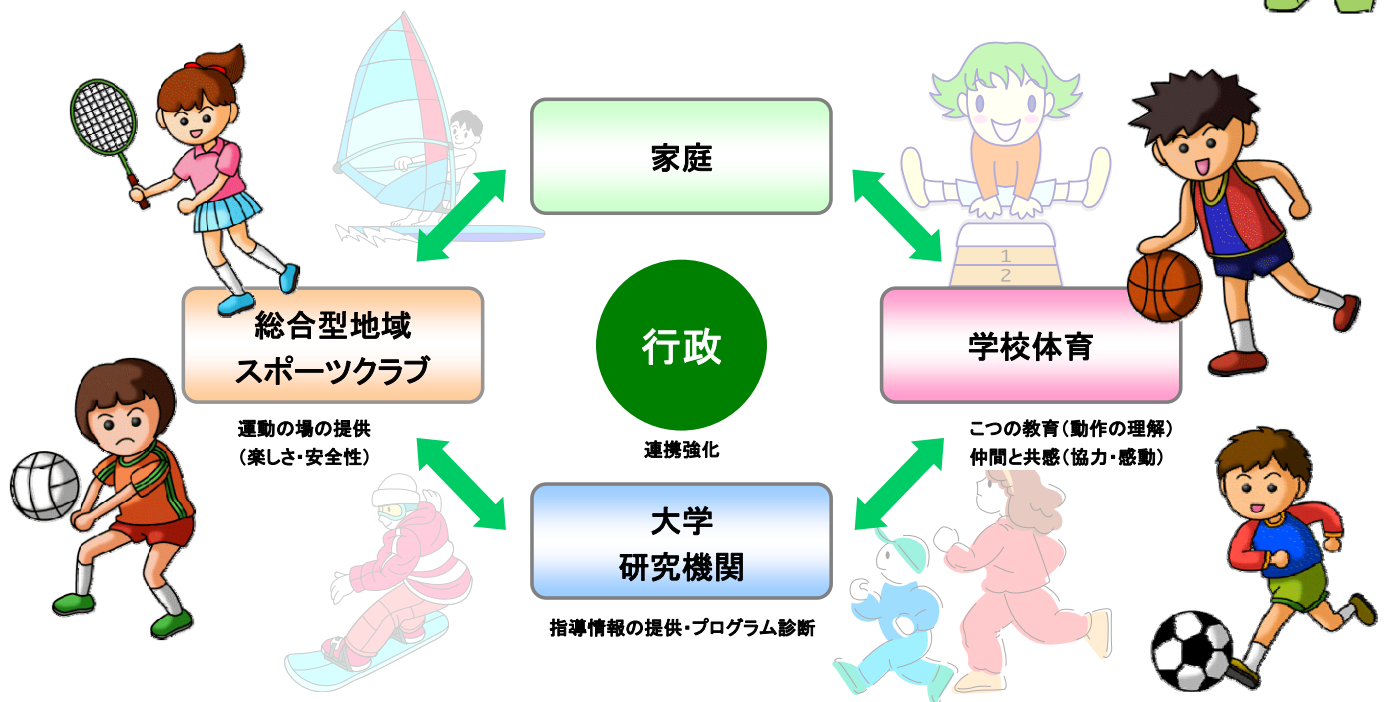 家庭
1
2
総合型地域
スポーツクラブ
行政
学校体育
運動の場の提供
（楽しさ・安全性）
連携強化
こつの教育（動作の理解）
仲間と共感（協力・感動）
大学
研究機関
指導情報の提供・プログラム診断